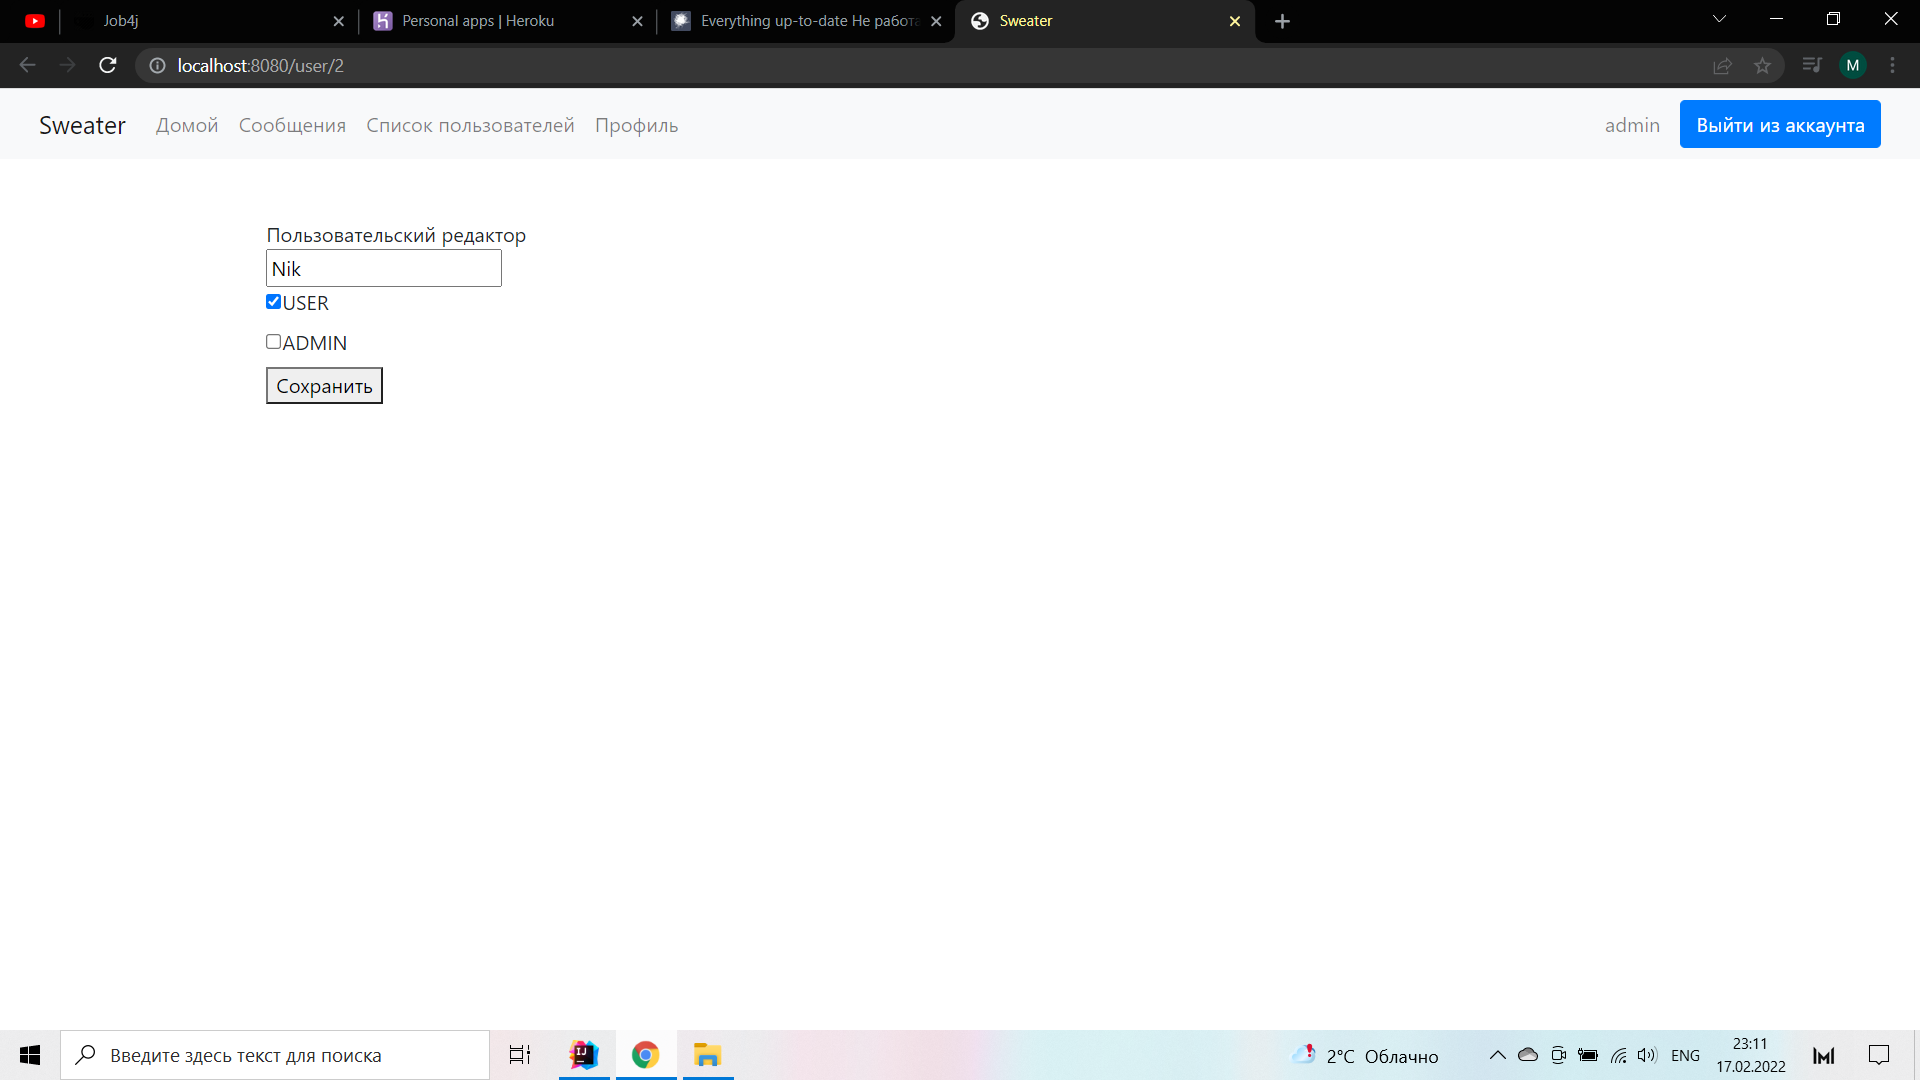 Job4j
Personal apps | Heroku
Everything up-to-date Не работа
Sweater
localhost:8080/user/2
M
Sweater
Домой
Сообщения
Список пользователей
Профиль
admin
Выйти из аккаунта
Пользовательский редактор
Nik
USER
ADMIN
Сохранить
Введите здесь текст для поиска
2°C Облачно
ENG
23:11
17.02.2022